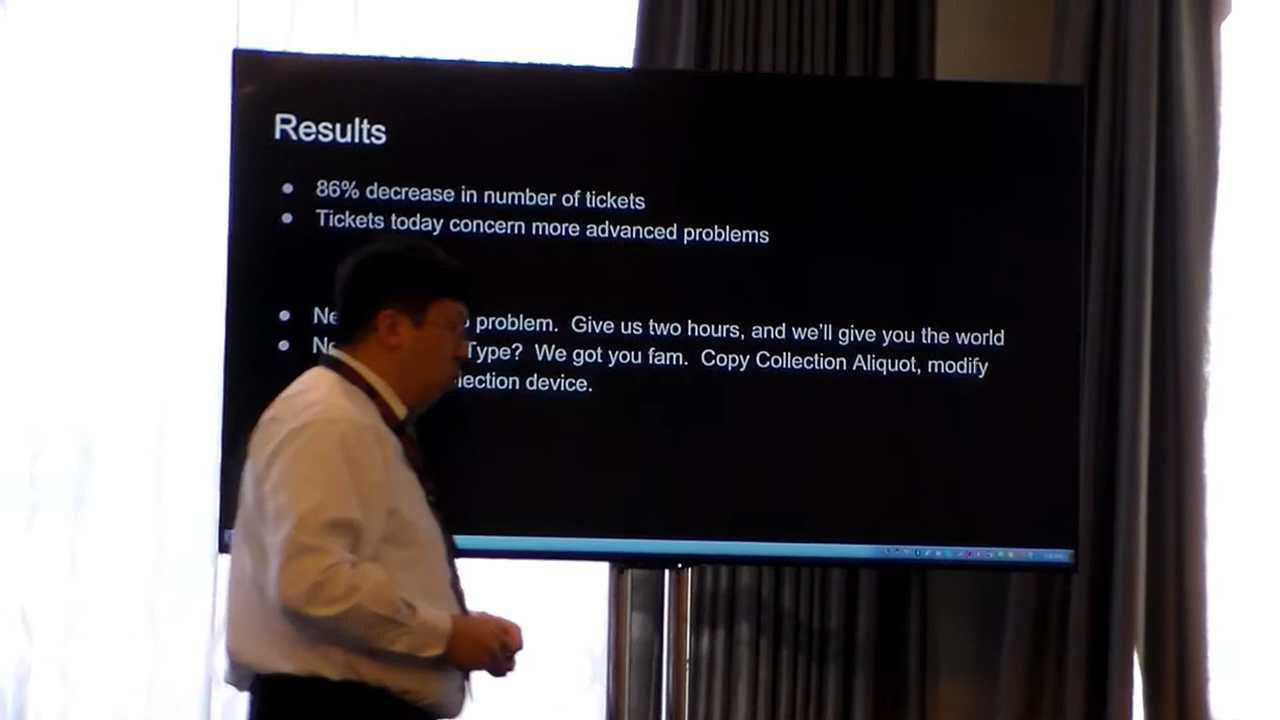 Results
86% decrease in number of tickets
Tickets today concern more advanced problems
problem. Give us two hours, and we'll give you the world
Type? We got you fam. Copy Collection Aliquot, modify
device.